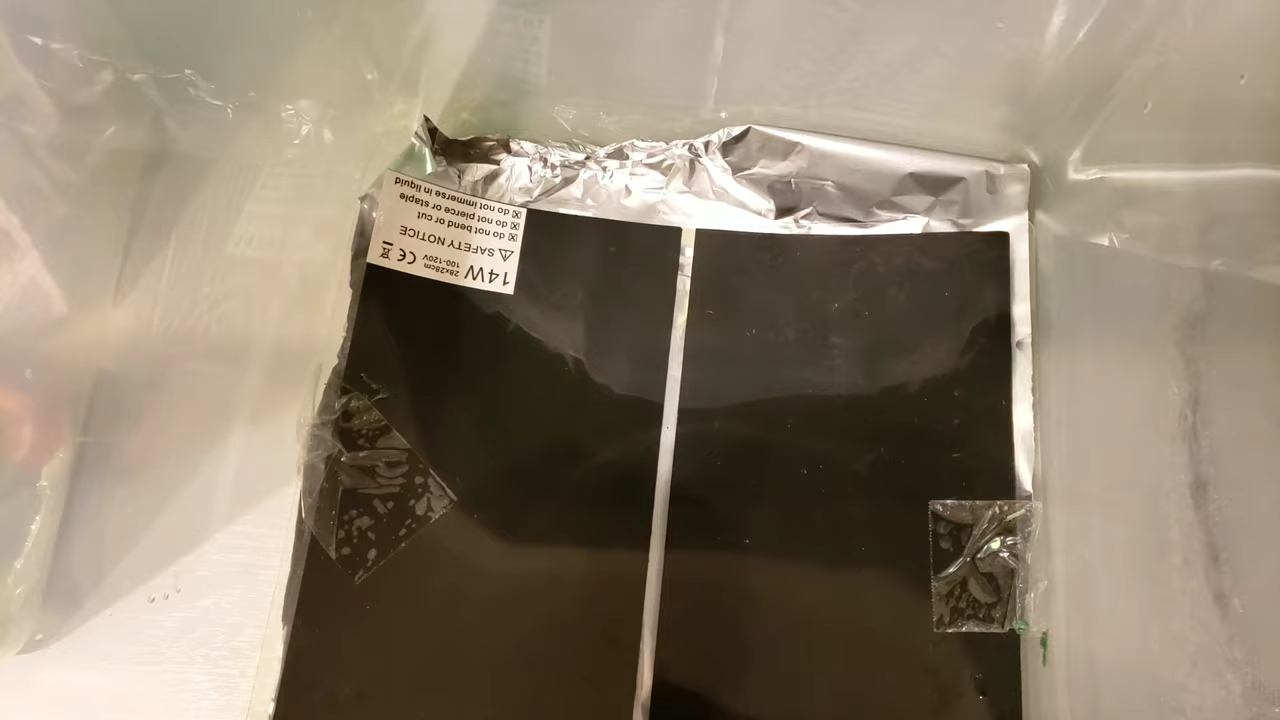 14W 28x28cm
100-120V
CE
⚠ SAFETY NOTICE
☒ do not bend or cut
☒ do not pierce or staple
☒ do not immerse in liquid